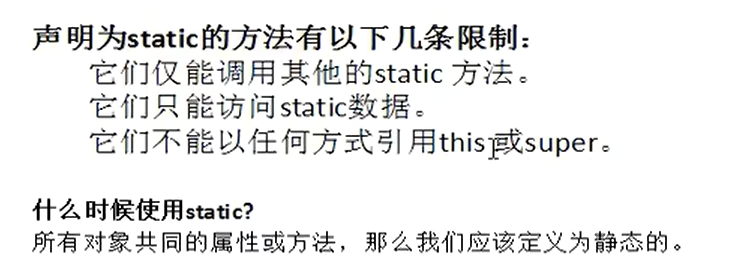 声明为static的方法有以下几条限制：
它们仅能调用其他的static 方法。
它们只能访问static数据。
它们不能以任何方式引用this或super。
什么时候使用static?
所有对象共同的属性或方法，那么我们应该定义为静态的。